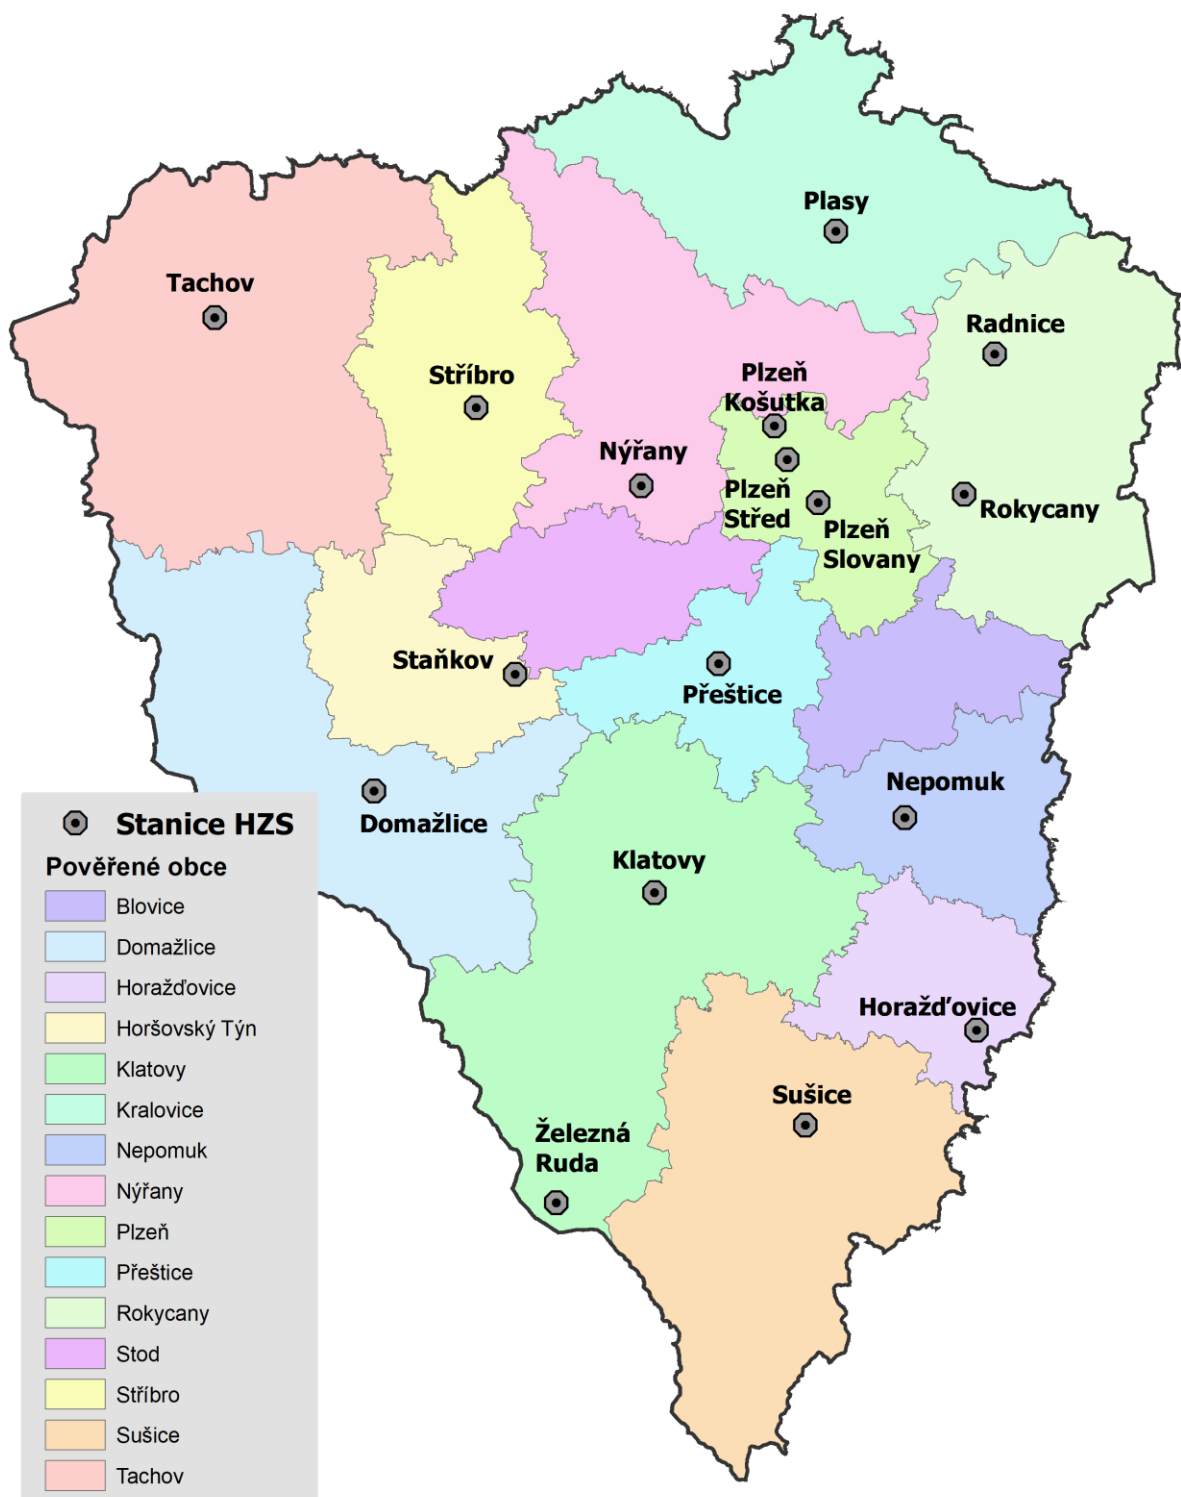 Plasy
Tachov
Radnice
Stříbro
Plzeň
Košutka
Nýřany
Plzeň
Střed
Rokycany
Plzeň
Slovany
Staňkov
Přeštice
Nepomuk
Domažlice
Klatovy
Horažďovice
Sušice
Železná
Ruda
Stanice HZS
Pověřené obce
Blovice
Domažlice
Horažďovice
Horšovský Týn
Klatovy
Kralovice
Nepomuk
Nýřany
Plzeň
Přeštice
Rokycany
Stod
Stříbro
Sušice
Tachov